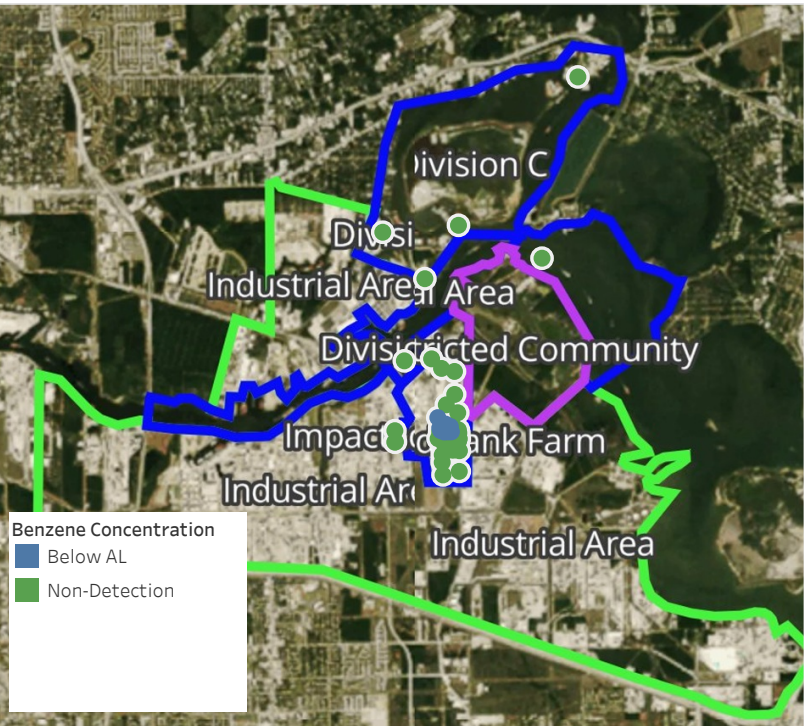 Division C
Divisi
Industrial Area
Area
Divisi
tricted Community
Impact
ank Farm
Industrial Are
Industrial Area
Benzene Concentration
Below AL
Non-Detection